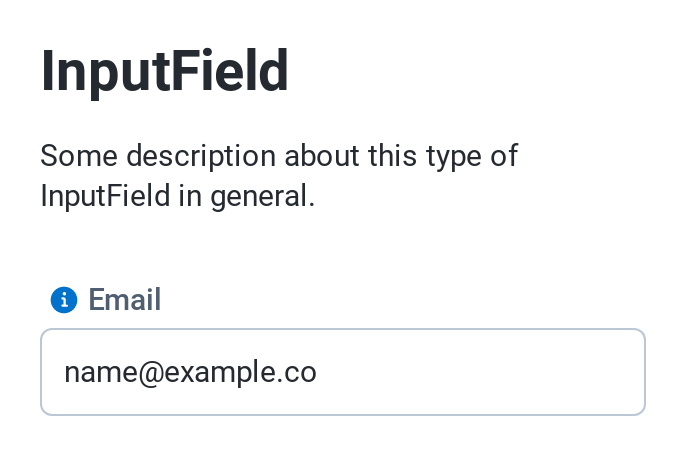 InputField
Some description about this type of
InputField in general.
Email
name@example.co